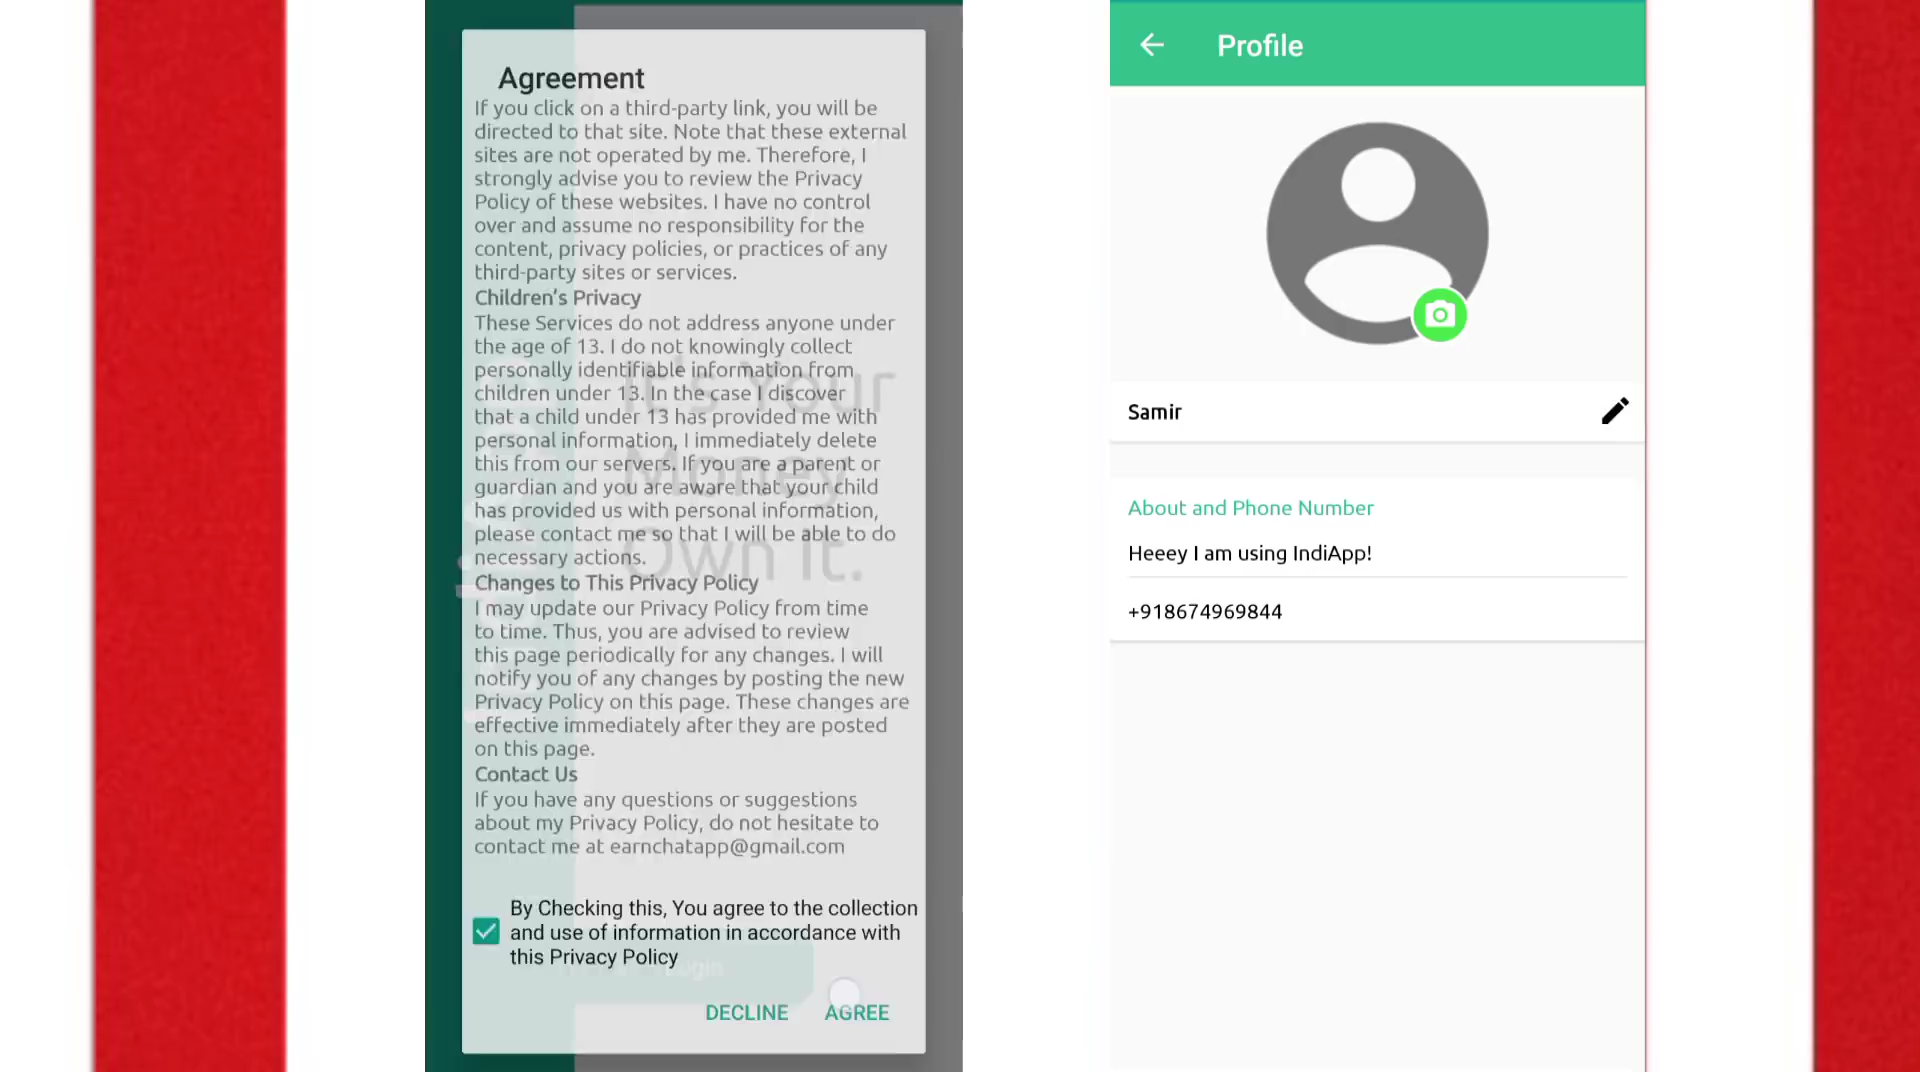 Agreement
If you click on a third-party link, you will be
directed to that site. Note that these external
sites are not operated by me. Therefore, I
strongly advise you to review the Privacy
Policy of these websites. I have no control
over and assume no responsibility for the
content, privacy policies, or practices of any
third-party sites or services.
Children's Privacy
These Services do not address anyone under
the age of 13. I do not knowingly collect
personally identifiable information from
children under 13. In the case I discover
that a child under 13 has provided me with
personal information, I immediately delete
this from our servers. If you are a parent or
guardian and you are aware that your child
has provided us with personal information,
please contact me so that I will be able to do
necessary actions.
Changes to This Privacy Policy
I may update our Privacy Policy from time
to time. Thus, you are advised to review
this page periodically for any changes. I will
notify you of any changes by posting the new
Privacy Policy on this page. These changes are
effective immediately after they are posted
on this page.
Contact Us
If you have any questions or suggestions
about my Privacy Policy, do not hesitate to
contact me at earnchatapp@gmail.com
By Checking this, You agree to the collection
and use of information in accordance with
this Privacy Policy
Login
DECLINE AGREE
It's Your
Money
Own it.
Profile
Samir
About and Phone Number
Heeey I am using IndiApp!
+918674969844